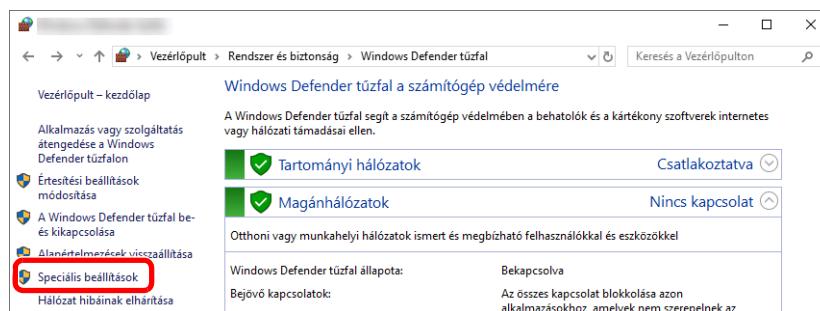 Vezérlőpult > Rendszer és biztonság > Windows Defender tűzfal
Keresés a Vezérlőpulton
Vezérlőpult – kezdőlap
Alkalmazás vagy szolgáltatás
átengedése a Windows
Defender tűzfalon
Értesítési beállítások
módosítása
A Windows Defender tűzfal be-
és kikapcsolása
Alapértelmezések visszaállítása
Speciális beállítások
Hálózat hibáinak elhárítása
Windows Defender tűzfal a számítógép védelmére
A Windows Defender tűzfal segít a számítógép védelmében a behatolók és a kártékony szoftverek internetes
vagy hálózati támadásai ellen.
Tartományi hálózatok Csatlakoztatva
Magánhálózatok Nincs kapcsolat
Otthoni vagy munkahelyi hálózatok ismert és megbízható felhasználókkal és eszközökkel
Windows Defender tűzfal állapota: Bekapcsolva
Bejövő kapcsolatok: Az összes kapcsolat blokkolása azon
alkalmazásokhoz, amelyek nem szerepelnek az